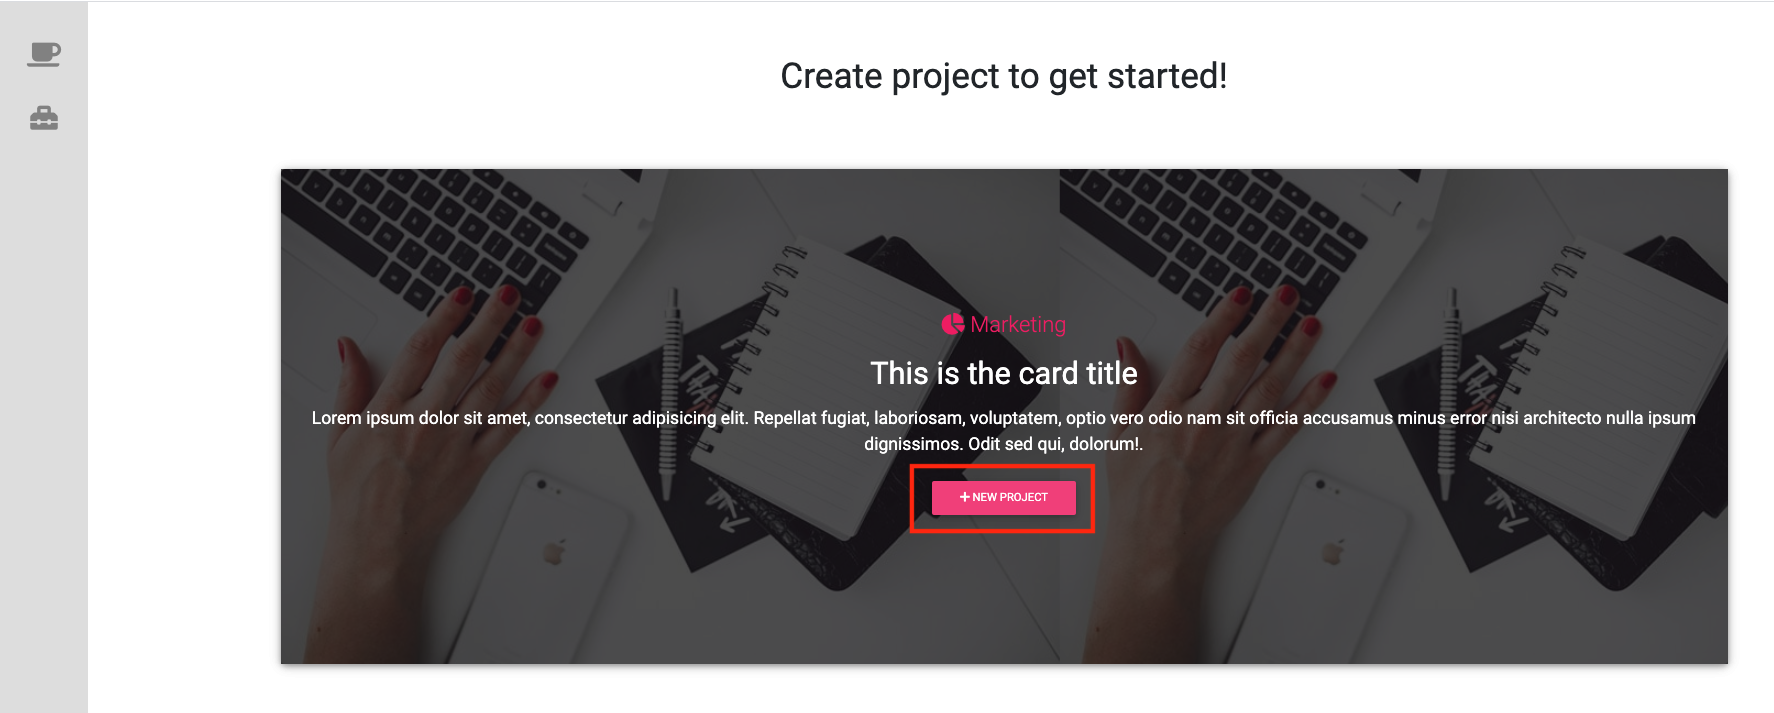 Create project to get started!
Marketing
This is the card title
Lorem ipsum dolor sit amet, consectetur adipisicing elit. Repellat fugiat, laboriosam, voluptatem, optio vero odio nam sit officia accusamus minus error nisi architecto nulla ipsum
dignissimos. Odit sed qui, dolorum!.
NEW PROJECT